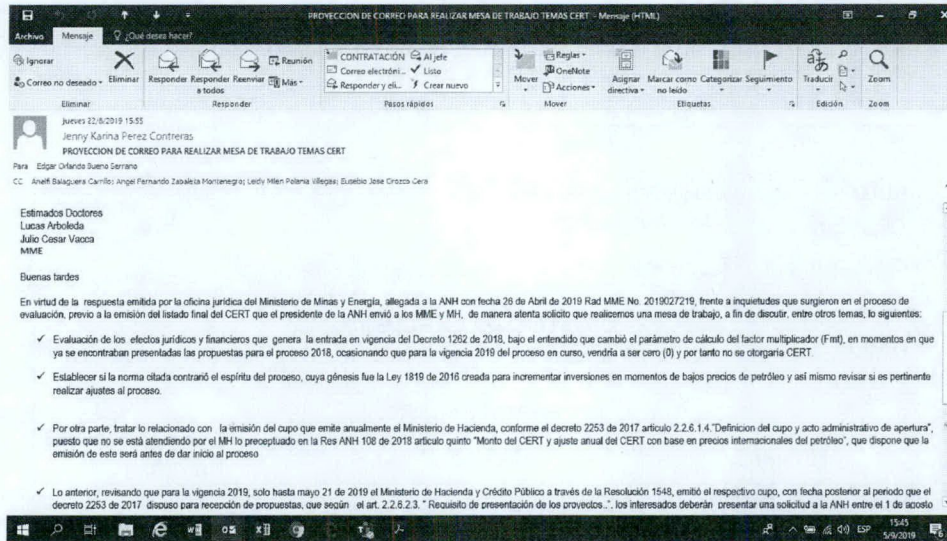 PROYECCION DE CORREO PARA REALIZAR MESA DE TRABAJO TEMAS CERT - Mensaje (HTML)
Archivo Mensaje ¿Qué desea hacer?
Ignorar
Correo no deseado
Eliminar
Responder
Responder a todos
Reenviar
Reunión
Más
CONTRATACIÓN
Al jefe
Correo electróni...
Listo
Responder y eli...
Crear nuevo
Mover
Reglas
OneNote
Acciones
Asignar directiva
Marcar como no leído
Categorizar
Seguimiento
Traducir
Zoom
Eliminar Responder Pasos rápidos Mover Etiquetas Edición Zoom
jueves 22/8/2019 15:55
Jenny Karina Perez Contreras
PROYECCION DE CORREO PARA REALIZAR MESA DE TRABAJO TEMAS CERT
Para Edgar Orlando Bueno Serrano
CC Anelfi Balaguera Carrillo; Angel Fernando Zabaleta Montenegro; Leidy Milen Polania Villegas; Eusebio Jose Orozco Cera
Estimados Doctores
Lucas Arboleda
Julio Cesar Vacca
MME
Buenas tardes
En virtud de la respuesta emitida por la oficina jurídica del Ministerio de Minas y Energía, allegada a la ANH con fecha 26 de Abril de 2019 Rad MME No. 2019027219, frente a inquietudes que surgieron en el proceso de
evaluación, previo a la emisión del listado final del CERT que el presidente de la ANH envió a los MME y MH, de manera atenta solicito que realicemos una mesa de trabajo, a fin de discutir, entre otros temas, lo siguientes:
✓ Evaluación de los efectos jurídicos y financieros que genera la entrada en vigencia del Decreto 1262 de 2018, bajo el entendido que cambió el parámetro de cálculo del factor multiplicador (Fmt), en momentos en que
ya se encontraban presentadas las propuestas para el proceso 2018, ocasionando que para la vigencia 2019 del proceso en curso, vendría a ser cero (0) y por tanto no se otorgaría CERT.
✓ Establecer si la norma citada contrarió el espíritu del proceso, cuya génesis fue la Ley 1819 de 2016 creada para incrementar inversiones en momentos de bajos precios de petróleo y así mismo revisar si es pertinente
realizar ajustes al proceso.
✓ Por otra parte, tratar lo relacionado con la emisión del cupo que emite anualmente el Ministerio de Hacienda, conforme el decreto 2253 de 2017 articulo 2.2.6.1.4."Definicion del cupo y acto administrativo de apertura",
puesto que no se está atendiendo por el MH lo preceptuado en la Res ANH 108 de 2018 articulo quinto "Monto del CERT y ajuste anual del CERT con base en precios internacionales del petróleo", que dispone que la
emisión de este será antes de dar inicio al proceso
✓ Lo anterior, revisando que para la vigencia 2019, solo hasta mayo 21 de 2019 el Ministerio de Hacienda y Crédito Público a través de la Resolución 1548, emitió el respectivo cupo, con fecha posterior al periodo que el
decreto 2253 de 2017 dispuso para recepción de propuestas, que según el art. 2.2.6.2.3. " Requisito de presentación de los proyectos..". los interesados deberán presentar una solicitud a la ANH entre el 1 de agosto
ESP
15:45
5/9/2019